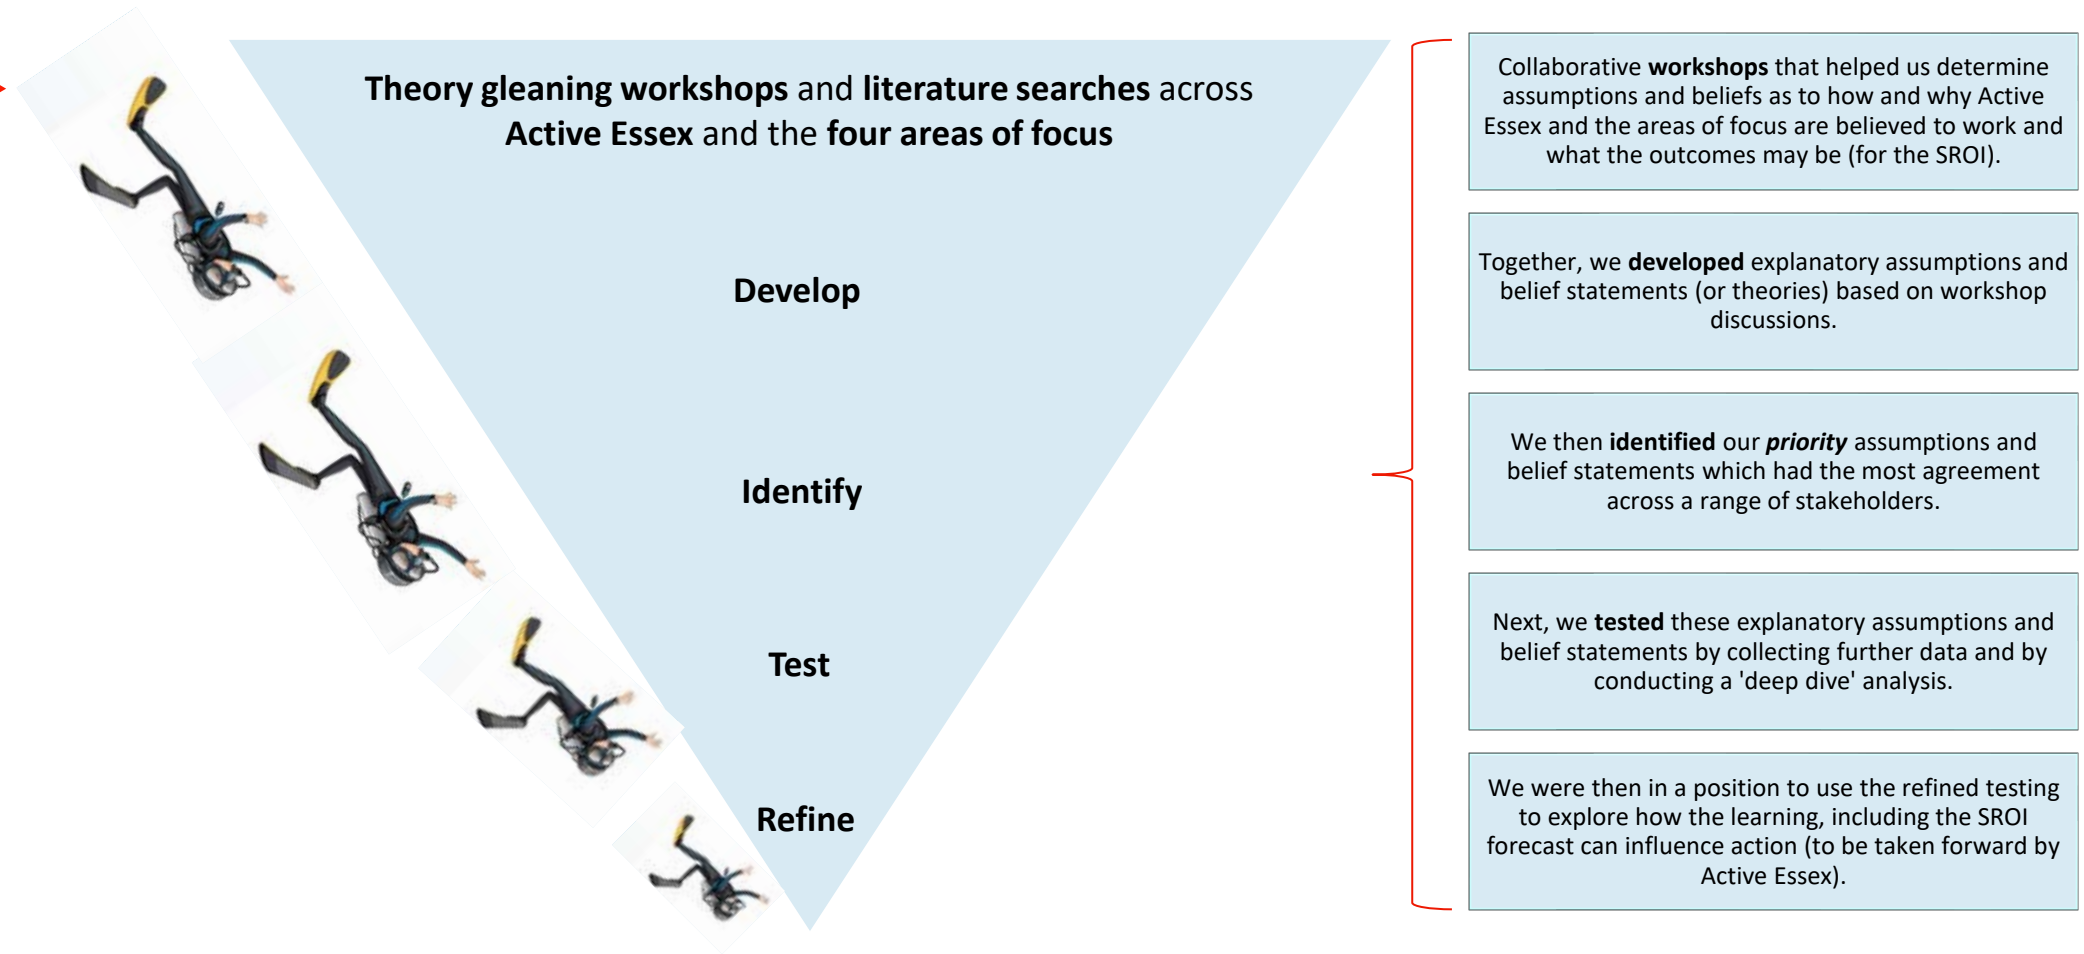 Theory gleaning workshops and literature searches across
Active Essex and the four areas of focus
Develop
Identify
Test
Refine
Collaborative workshops that helped us determine
assumptions and beliefs as to how and why Active
Essex and the areas of focus are believed to work and
what the outcomes may be (for the SROI).
Together, we developed explanatory assumptions and
belief statements (or theories) based on workshop
discussions.
We then identified our priority assumptions and
belief statements which had the most agreement
across a range of stakeholders.
Next, we tested these explanatory assumptions and
belief statements by collecting further data and by
conducting a 'deep dive' analysis.
We were then in a position to use the refined testing
to explore how the learning, including the SROI
forecast can influence action (to be taken forward by
Active Essex).